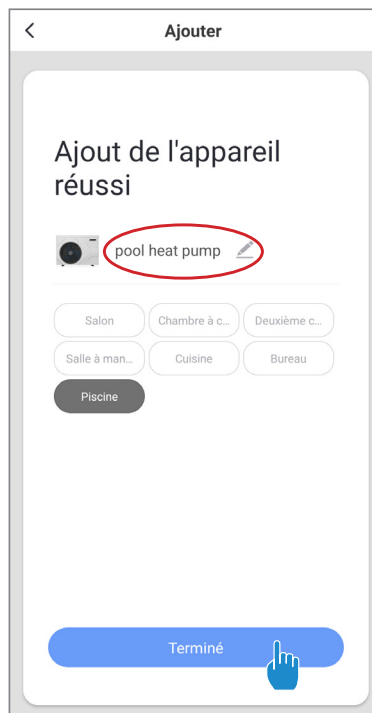 Ajouter
Ajout de l'appareil
réussi
pool heat pump
Salon
Chambre à c...
Deuxième c...
Salle à man...
Cuisine
Bureau
Piscine
Terminé